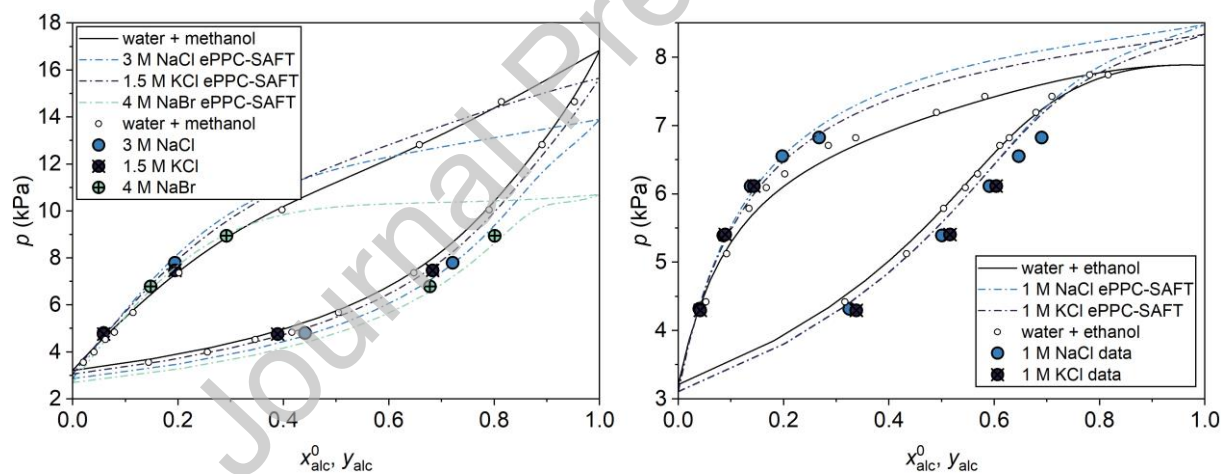 18
16
14
12
10
8
6
4
2
p (kPa)
water + methanol
3 M NaCl ePPC-SAFT
1.5 M KCl ePPC-SAFT
4 M NaBr ePPC-SAFT
water + methanol
3 M NaCl
1.5 M KCl
4 M NaBr
0.0 0.2 0.4 0.6 0.8 1.0
x⁰alc, yalc
8
7
6
5
4
3
p (kPa)
water + ethanol
1 M NaCl ePPC-SAFT
1 M KCl ePPC-SAFT
water + ethanol
1 M NaCl data
1 M KCl data
0.0 0.2 0.4 0.6 0.8 1.0
x⁰alc, yalc
Journal Pre